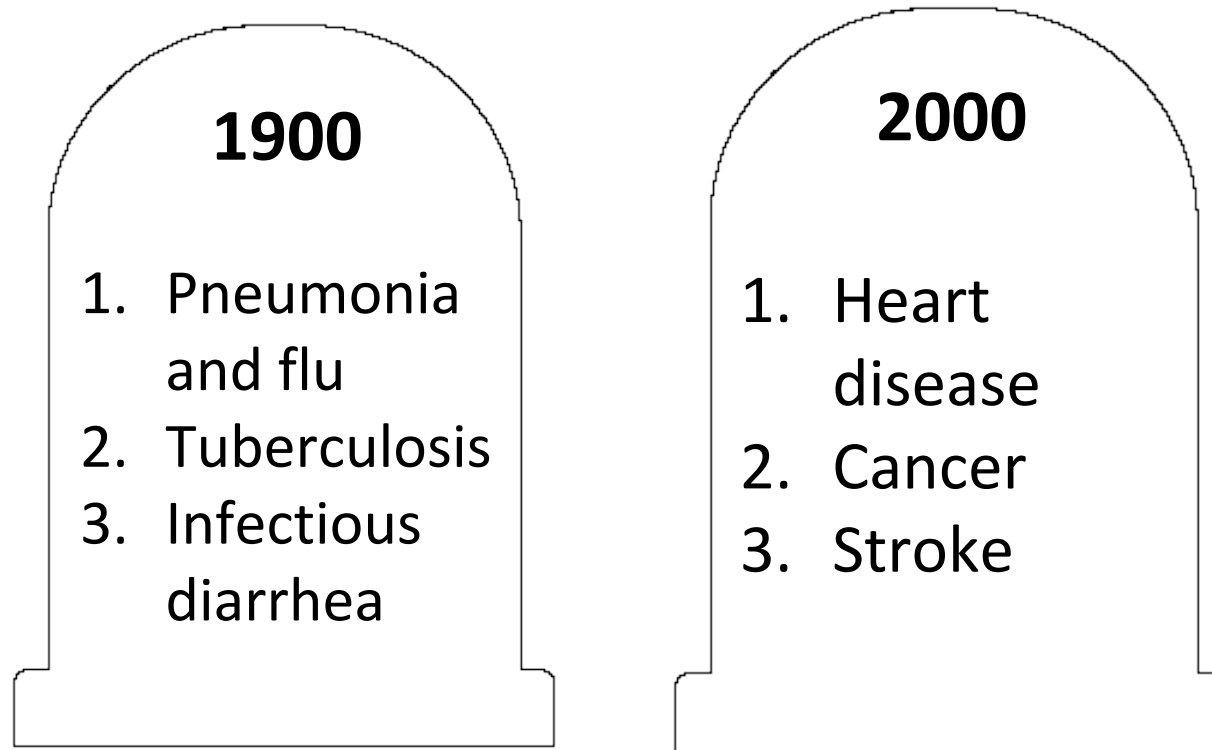 1900
1. Pneumonia
and flu
2. Tuberculosis
3. Infectious
diarrhea
2000
1. Heart
disease
2. Cancer
3. Stroke